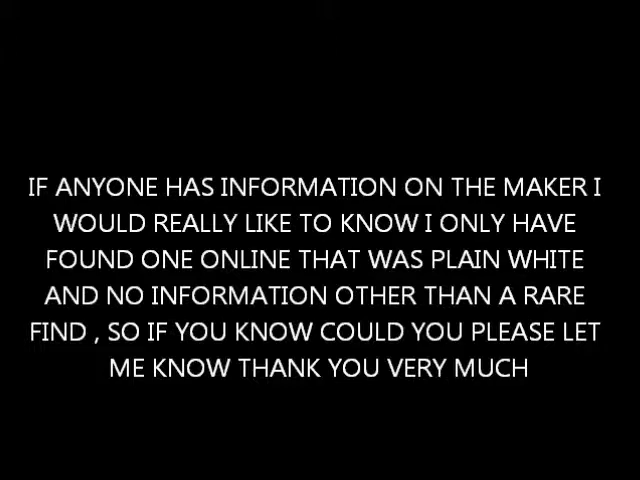 IF ANYONE HAS INFORMATION ON THE MAKER I
WOULD REALLY LIKE TO KNOW I ONLY HAVE
FOUND ONE ONLINE THAT WAS PLAIN WHITE
AND NO INFORMATION OTHER THAN A RARE
FIND , SO IF YOU KNOW COULD YOU PLEASE LET
ME KNOW THANK YOU VERY MUCH